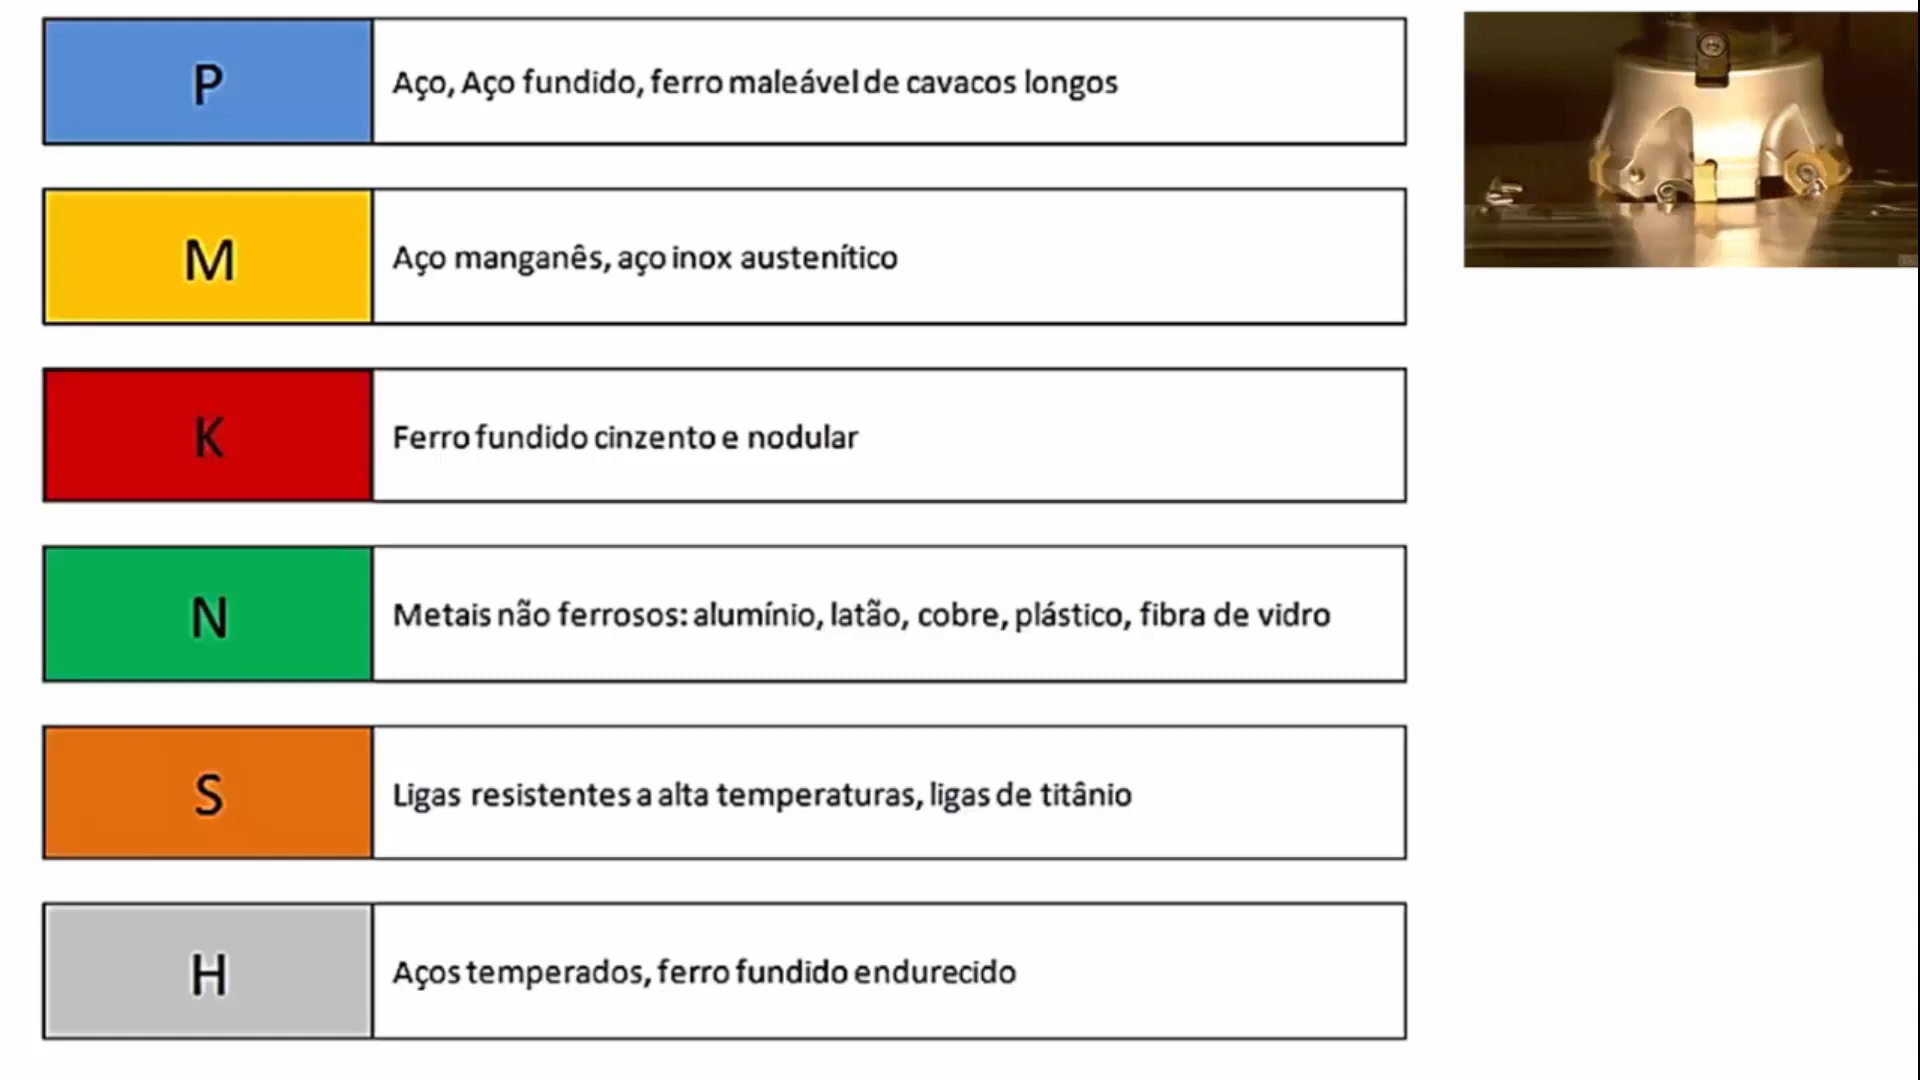 P
Aço, Aço fundido, ferro maleável de cavacos longos
M
Aço manganês, aço inox austenítico
K
Ferro fundido cinzento e nodular
N
Metais não ferrosos: alumínio, latão, cobre, plástico, fibra de vidro
S
Ligas resistentes a alta temperaturas, ligas de titânio
H
Aços temperados, ferro fundido endurecido